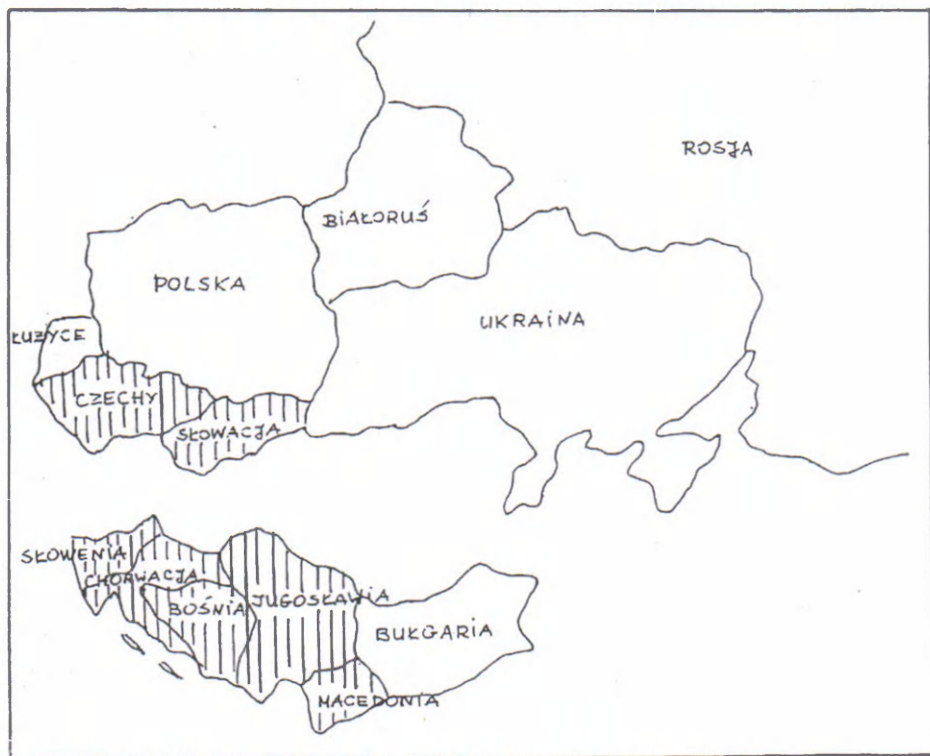 ROSJA
BIAŁORUŚ
POLSKA
UKRAINA
ŁUŻYCE
CZECHY
SŁOWACJA
SŁOWENIA
CHORWACJA
BOŚNIA
JUGOSŁAWIA
BUŁGARIA
MACEDONIA